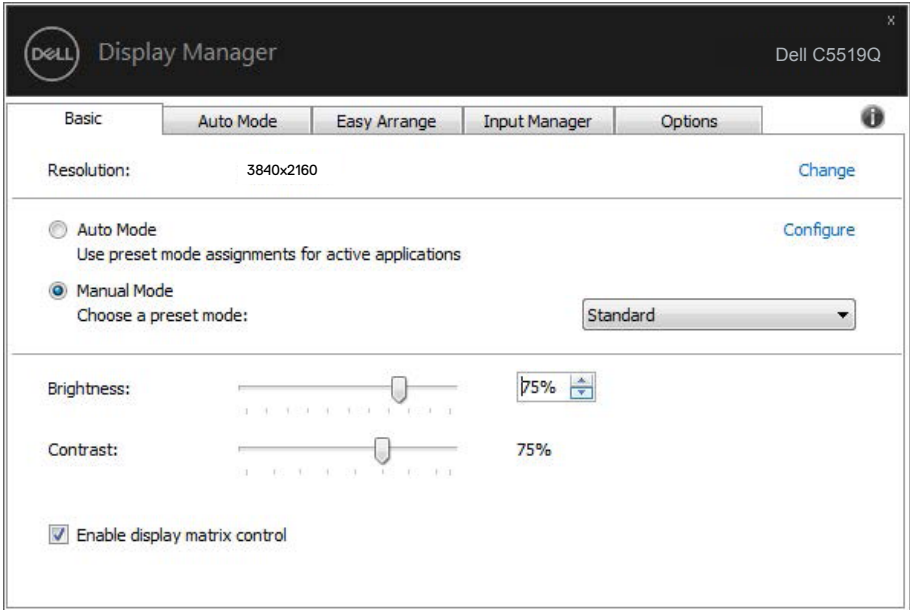 x
DELL Display Manager Dell C5519Q
Basic Auto Mode Easy Arrange Input Manager Options i
Resolution: 3840x2160 Change
Auto Mode Configure
Use preset mode assignments for active applications
Manual Mode
Choose a preset mode: Standard
Brightness: 75%
Contrast: 75%
Enable display matrix control